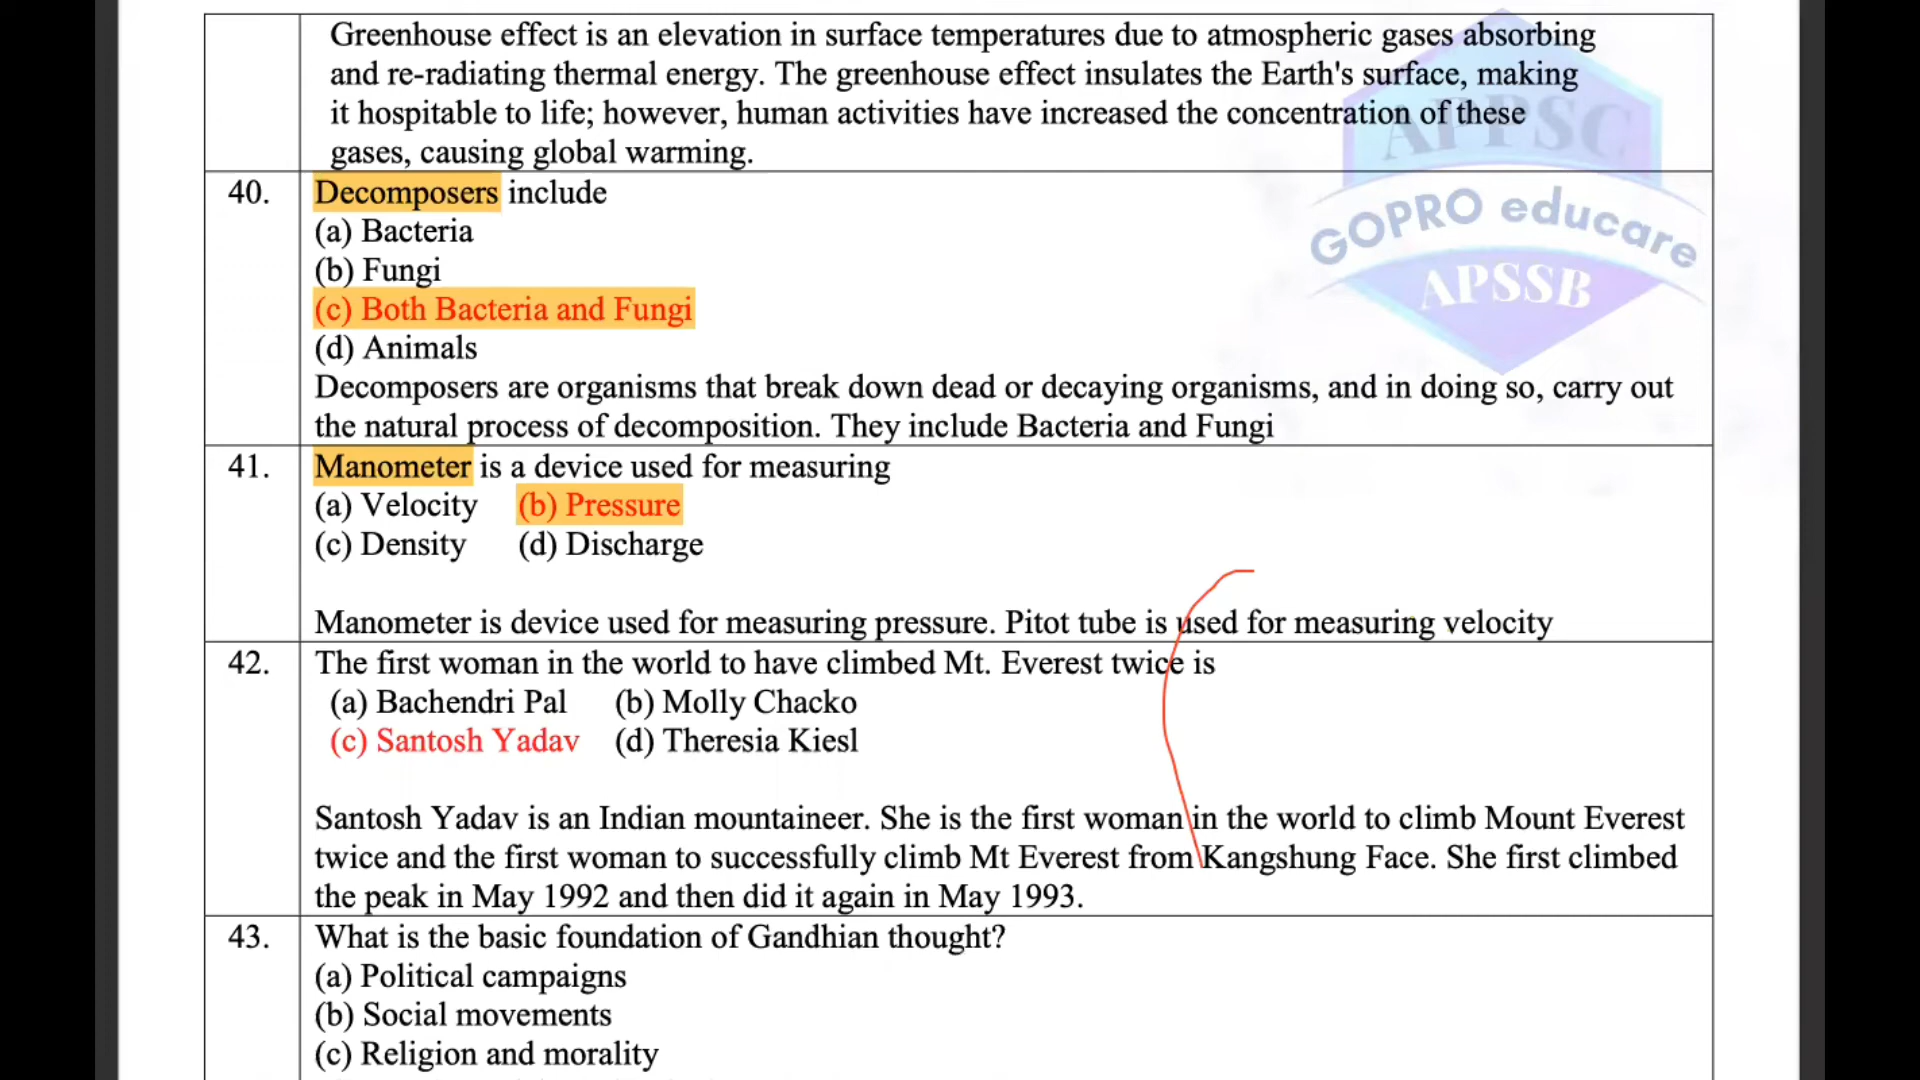 Greenhouse effect is an elevation in surface temperatures due to atmospheric gases absorbing
and re-radiating thermal energy. The greenhouse effect insulates the Earth's surface, making
it hospitable to life; however, human activities have increased the concentration of these
gases, causing global warming.
APPSC
GOPRO educare
APSSB
40. Decomposers include
(a) Bacteria
(b) Fungi
(c) Both Bacteria and Fungi
(d) Animals
Decomposers are organisms that break down dead or decaying organisms, and in doing so, carry out
the natural process of decomposition. They include Bacteria and Fungi
41. Manometer is a device used for measuring
(a) Velocity (b) Pressure
(c) Density (d) Discharge
Manometer is device used for measuring pressure. Pitot tube is used for measuring velocity
42. The first woman in the world to have climbed Mt. Everest twice is
(a) Bachendri Pal (b) Molly Chacko
(c) Santosh Yadav (d) Theresia Kiesl
Santosh Yadav is an Indian mountaineer. She is the first woman in the world to climb Mount Everest
twice and the first woman to successfully climb Mt Everest from Kangshung Face. She first climbed
the peak in May 1992 and then did it again in May 1993.
43. What is the basic foundation of Gandhian thought?
(a) Political campaigns
(b) Social movements
(c) Religion and morality